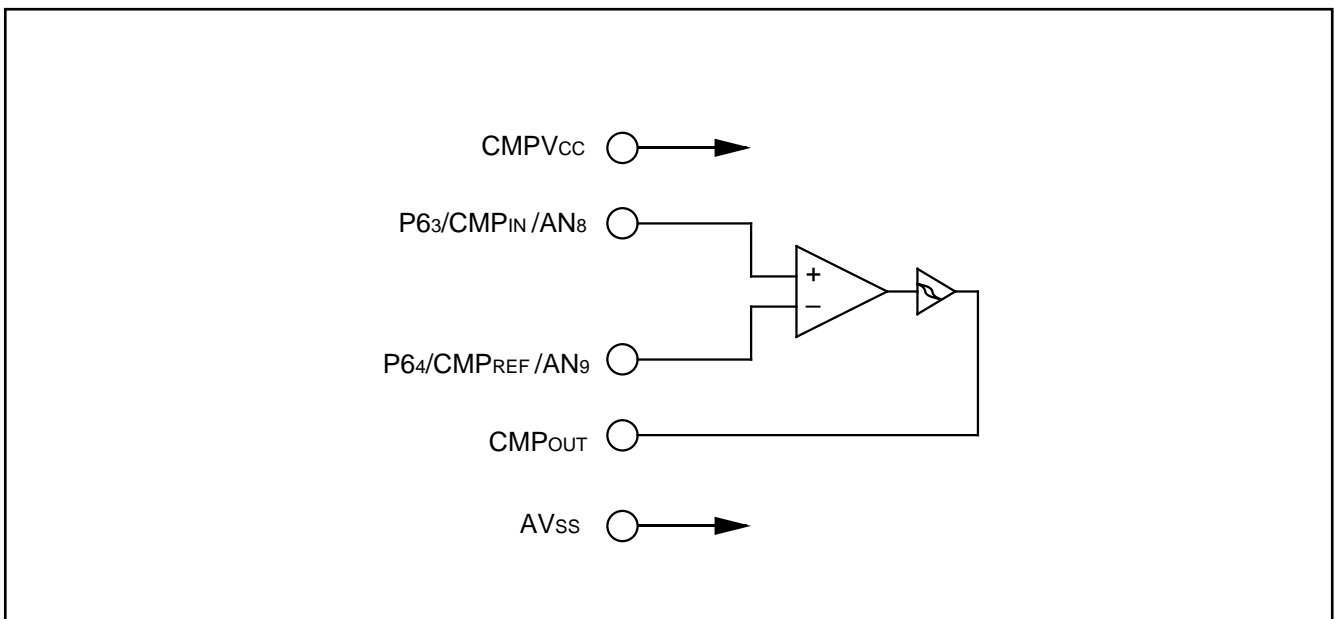 CMPVCC
P63/CMPIN/AN8
+
−
P64/CMPREF/AN9
CMPOUT
AVSS